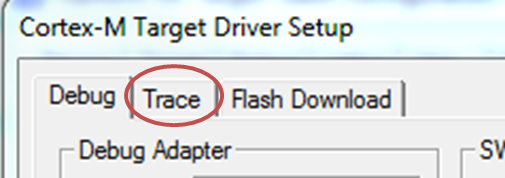 Cortex-M Target Driver Setup
Debug Trace Flash Download
Debug Adapter SW